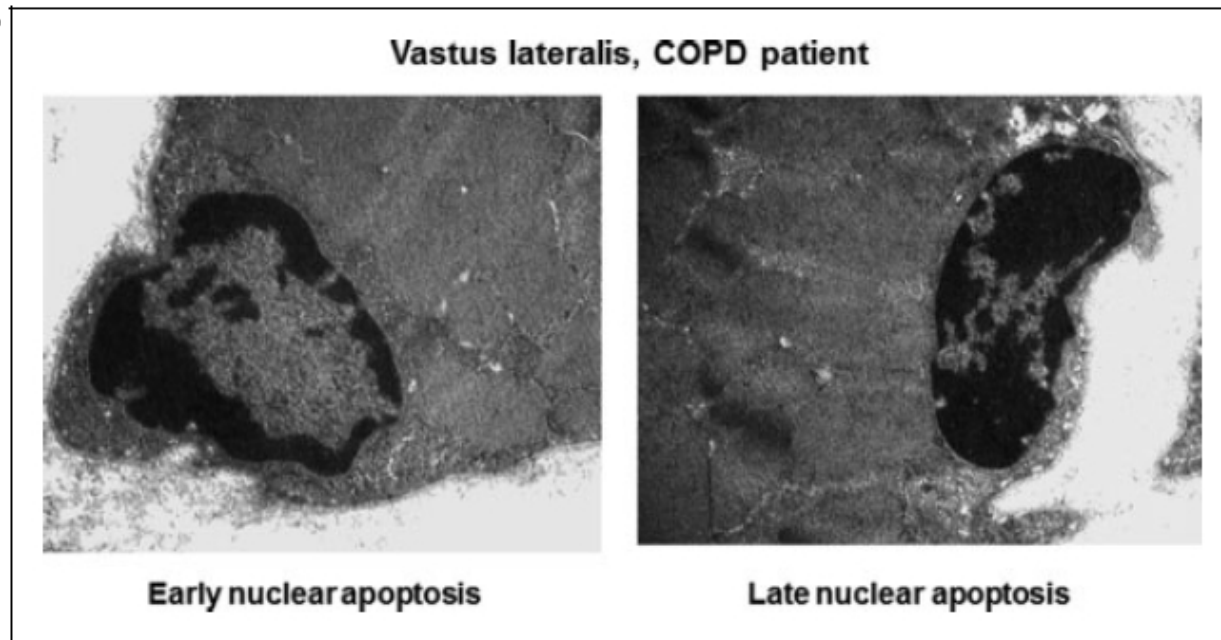 Vastus lateralis, COPD patient
Early nuclear apoptosis
Late nuclear apoptosis